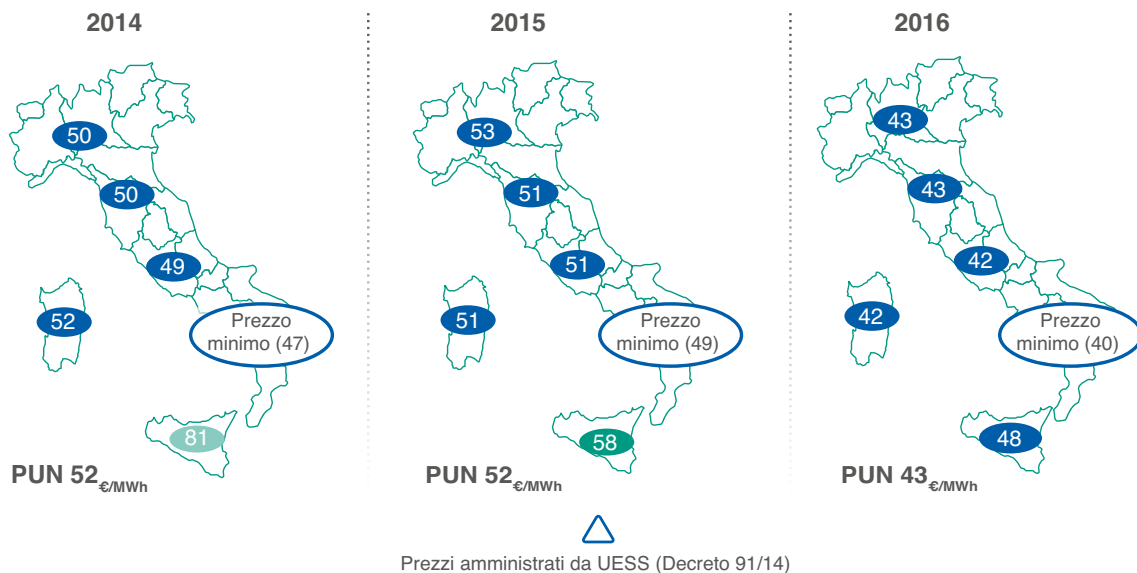 2014
50
50
49
52
Prezzo
minimo (47)
81
PUN 52 €/MWh
2015
53
51
51
51
Prezzo
minimo (49)
58
PUN 52 €/MWh
2016
43
43
42
42
Prezzo
minimo (40)
48
PUN 43 €/MWh
Prezzi amministrati da UESS (Decreto 91/14)